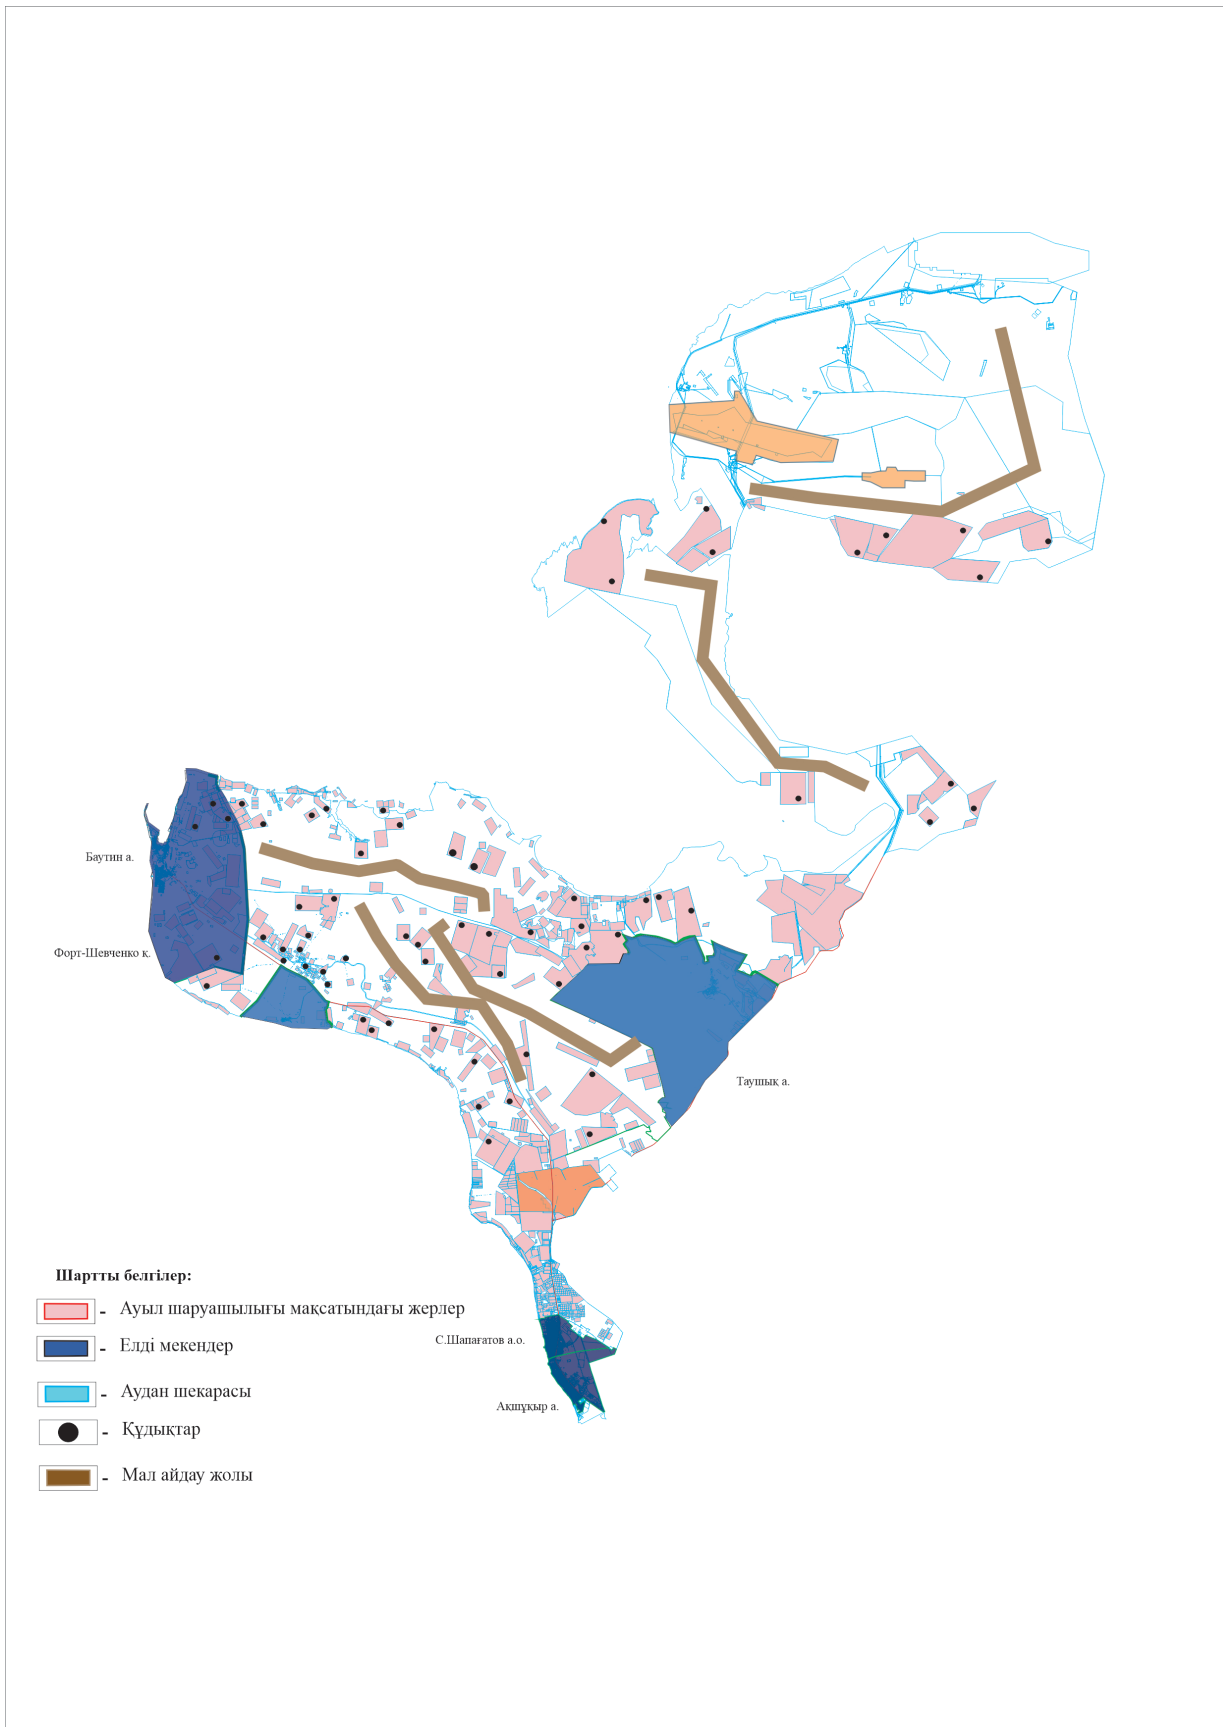 Баутин а.
Форт-Шевченко қ.
Таушық а.
Шартты белгілер:
- Ауыл шаруашылығы мақсатындағы жерлер
- Елді мекендер
С.Шапағатов а.о.
- Аудан шекарасы
Ақшұқыр а.
- Құдықтар
- Мал айдау жолы